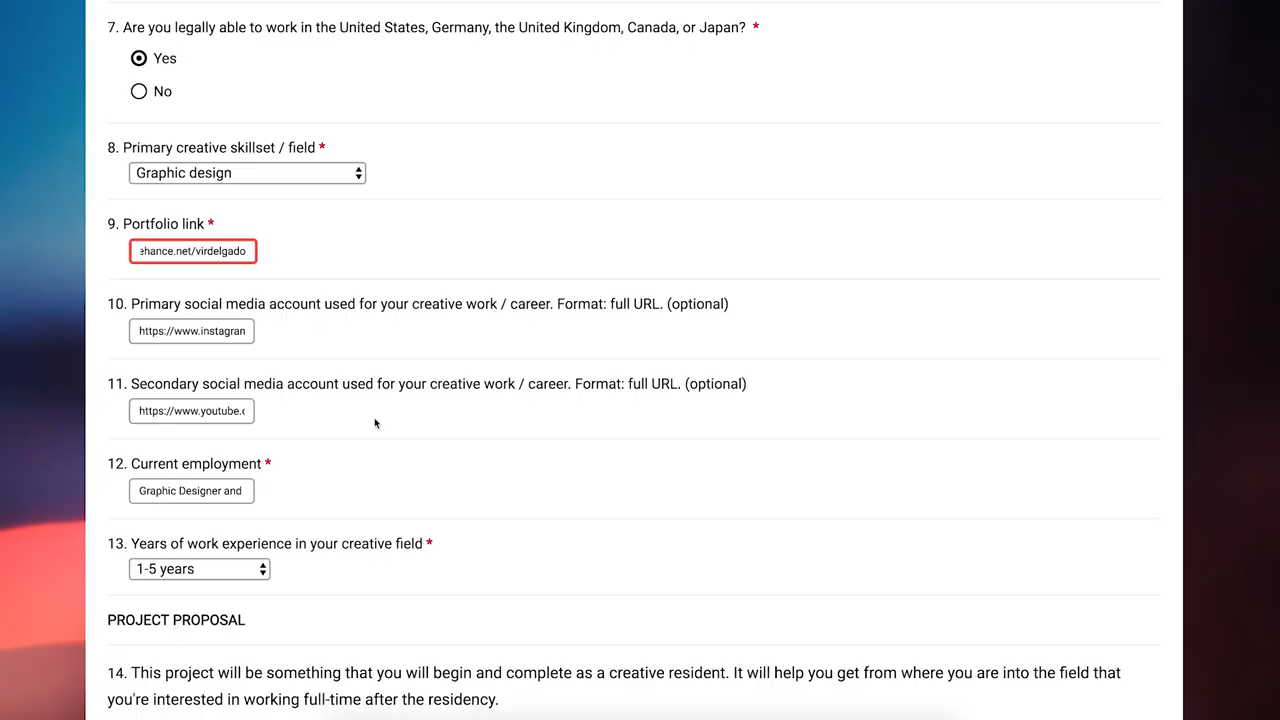 7. Are you legally able to work in the United States, Germany, the United Kingdom, Canada, or Japan? *
Yes
No
8. Primary creative skillset / field *
Graphic design
9. Portfolio link *
ehance.net/virdelgado
10. Primary social media account used for your creative work / career. Format: full URL. (optional)
https://www.instagran
11. Secondary social media account used for your creative work / career. Format: full URL. (optional)
https://www.youtube.c
12. Current employment *
Graphic Designer and
13. Years of work experience in your creative field *
1-5 years
PROJECT PROPOSAL
14. This project will be something that you will begin and complete as a creative resident. It will help you get from where you are into the field that
you're interested in working full-time after the residency.